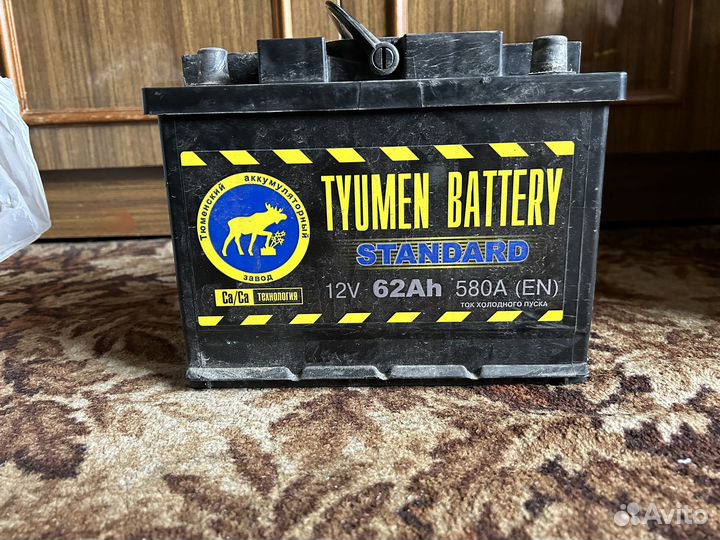 Тюменский аккумуляторный завод
TYUMEN BATTERY
STANDARD
12V 62Ah 580A (EN)
ТОК ХОЛОДНОГО ПУСКА
Ca/Ca ТЕХНОЛОГИЯ
Avito